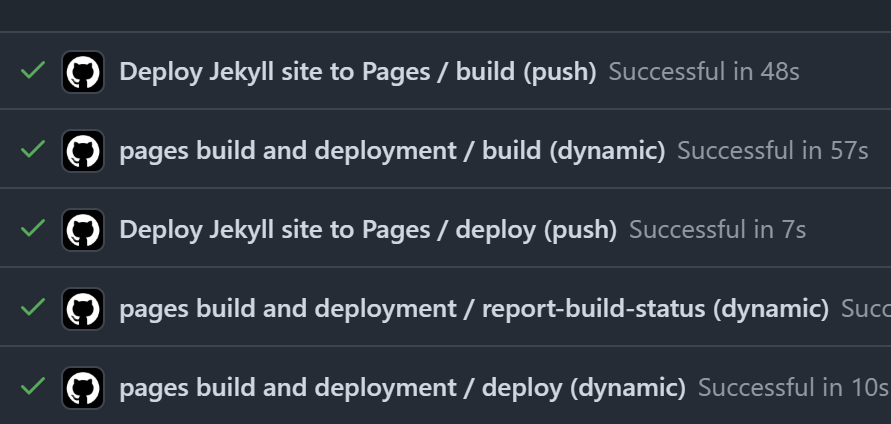 Deploy Jekyll site to Pages / build (push) Successful in 48s
pages build and deployment / build (dynamic) Successful in 57s
Deploy Jekyll site to Pages / deploy (push) Successful in 7s
pages build and deployment / report-build-status (dynamic) Succ
pages build and deployment / deploy (dynamic) Successful in 10s